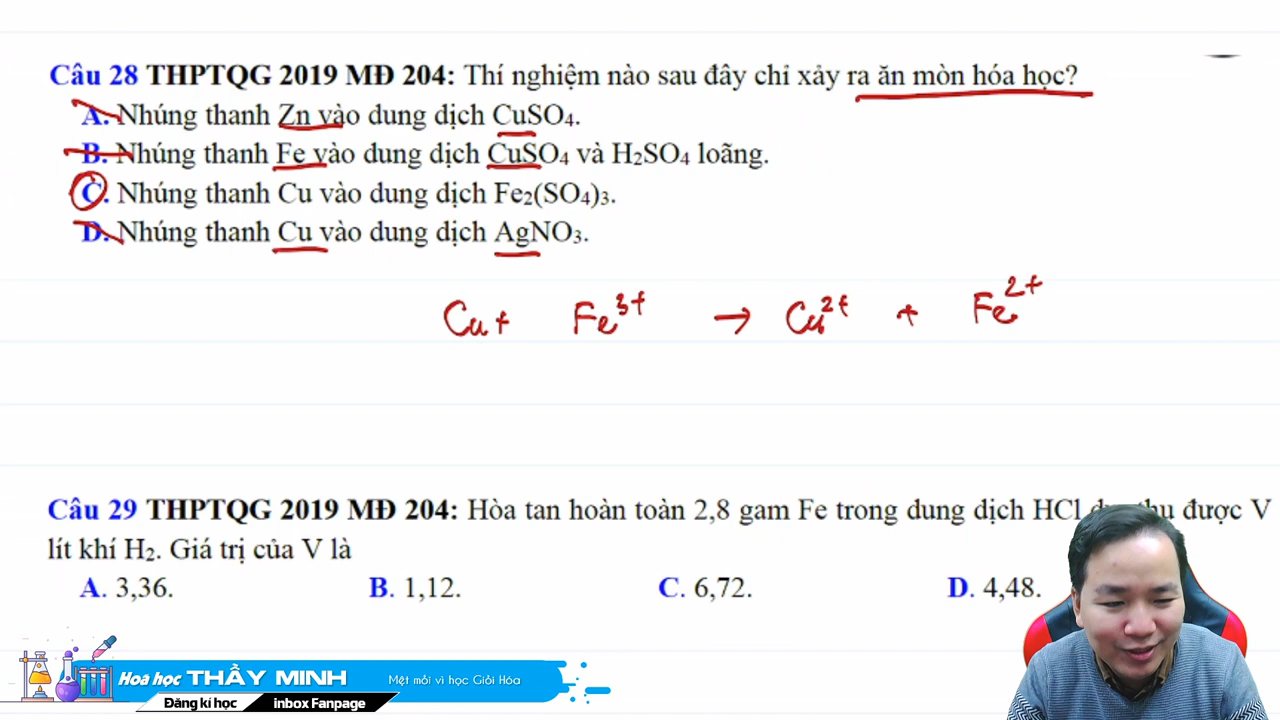 Câu 28 THPTQG 2019 MĐ 204: Thí nghiệm nào sau đây chỉ xảy ra ăn mòn hóa học?
A. Nhúng thanh Zn vào dung dịch CuSO₄.
B. Nhúng thanh Fe vào dung dịch CuSO₄ và H₂SO₄ loãng.
C. Nhúng thanh Cu vào dung dịch Fe₂(SO₄)₃.
D. Nhúng thanh Cu vào dung dịch AgNO₃.
Cu + Fe³⁺ → Cu²⁺ + Fe²⁺
Câu 29 THPTQG 2019 MĐ 204: Hòa tan hoàn toàn 2,8 gam Fe trong dung dịch HCl thu được V
lít khí H₂. Giá trị của V là
A. 3,36. B. 1,12. C. 6,72. D. 4,48.
Hoá học THẦY MINH Mệt mỏi vì học Giỏi Hóa
Đăng kí học inbox Fanpage